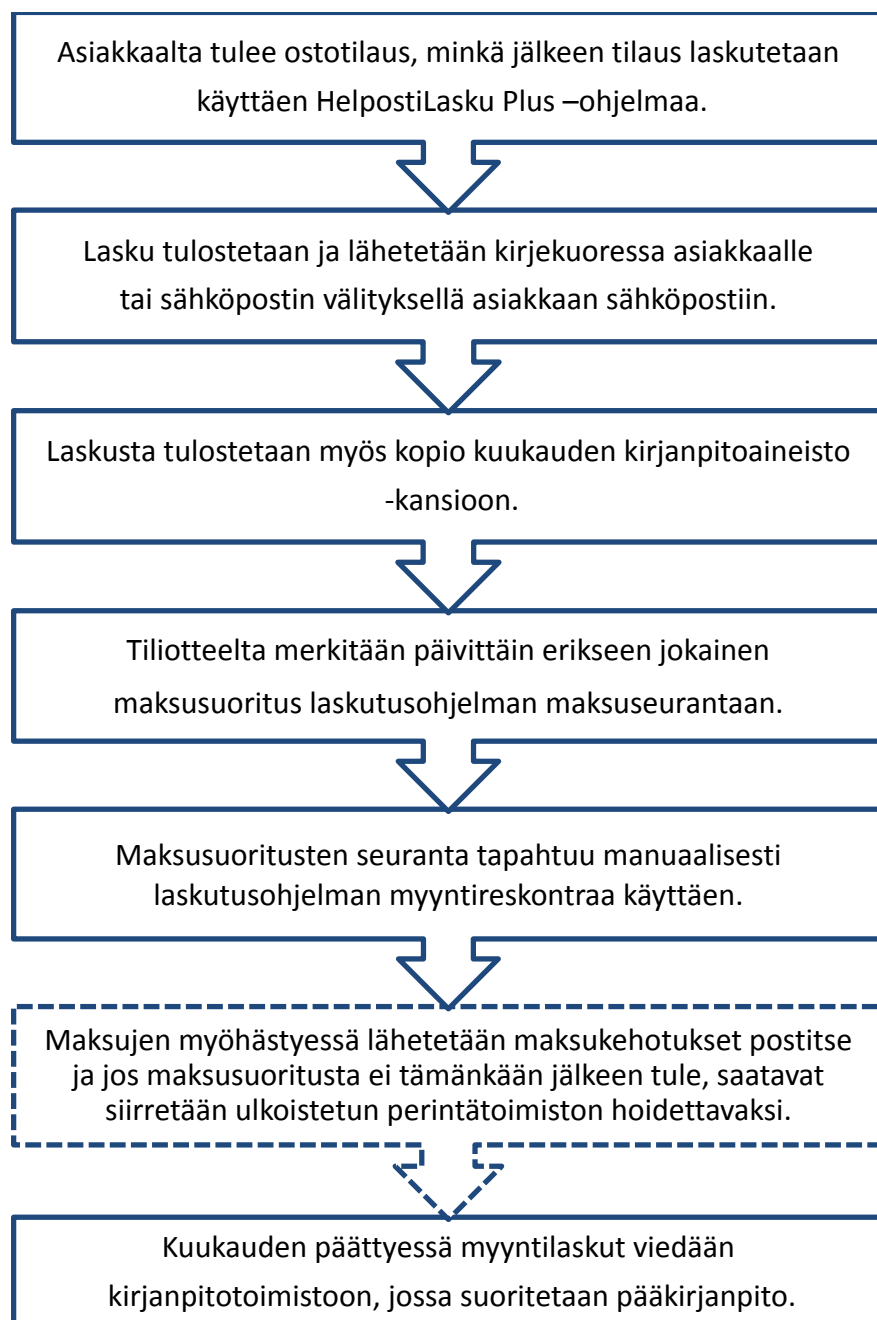 Asiakkaalta tulee ostotilaus, minkä jälkeen tilaus laskutetaan
käyttäen HelpostiLasku Plus –ohjelmaa.
Lasku tulostetaan ja lähetetään kirjekuoressa asiakkaalle
tai sähköpostin välityksellä asiakkaan sähköpostiin.
Laskusta tulostetaan myös kopio kuukauden kirjanpitoaineisto
-kansioon.
Tiliotteelta merkitään päivittäin erikseen jokainen
maksusuoritus laskutusohjelman maksuseurantaan.
Maksusuoritusten seuranta tapahtuu manuaalisesti
laskutusohjelman myyntireskontraa käyttäen.
Maksujen myöhästyessä lähetetään maksukehotukset postitse
ja jos maksusuoritusta ei tämänkään jälkeen tule, saatavat
siirretään ulkoistetun perintätoimiston hoidettavaksi.
Kuukauden päättyessä myyntilaskut viedään
kirjanpitotoimistoon, jossa suoritetaan pääkirjanpito.